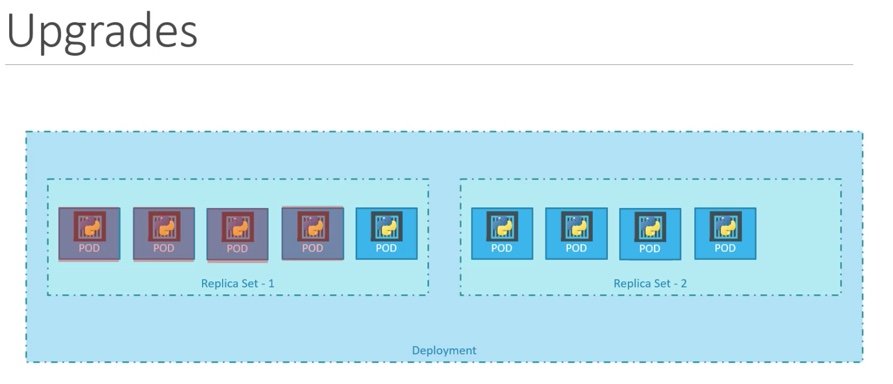 Upgrades
POD POD POD POD POD
POD POD POD POD
Replica Set - 1
Replica Set - 2
Deployment